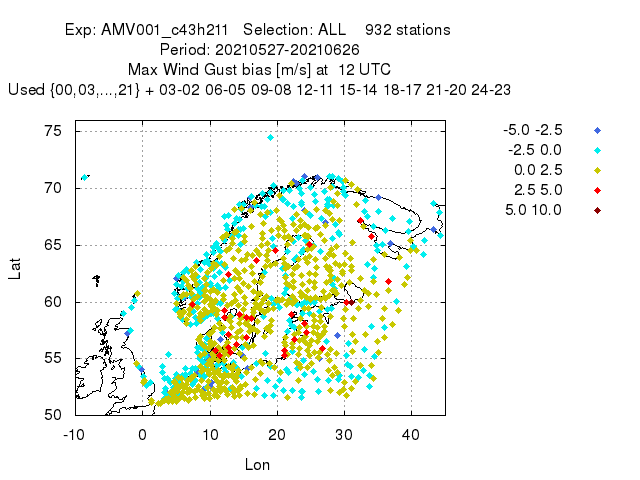 Exp: AMV001_c43h211   Selection: ALL    932 stations
Period: 20210527-20210626
Max Wind Gust bias [m/s] at  12 UTC
Used {00,03,...,21} + 03-02 06-05 09-08 12-11 15-14 18-17 21-20 24-23
-5.0 -2.5
-2.5 0.0
0.0 2.5
2.5 5.0
5.0 10.0
75
70
65
60
55
50
Lat
-10 0 10 20 30 40
Lon